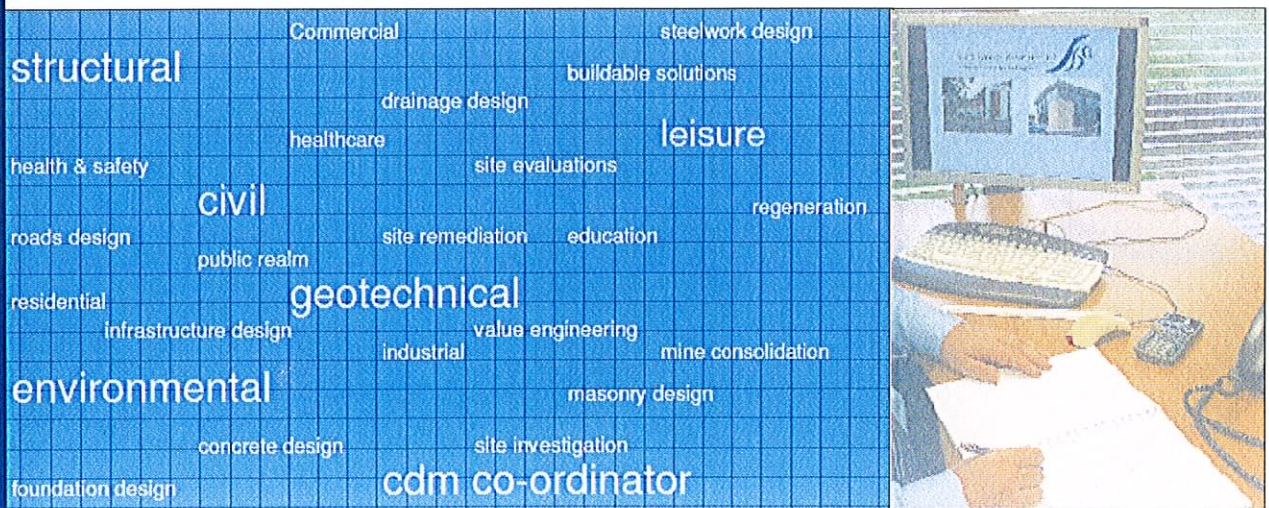 Commercial
steelwork design
structural
buildable solutions
drainage design
healthcare
leisure
health & safety
site evaluations
civil
regeneration
roads design
site remediation
education
public realm
residential
geotechnical
infrastructure design
value engineering
industrial
mine consolidation
environmental
masonry design
concrete design
site investigation
cdm co-ordinator
foundation design